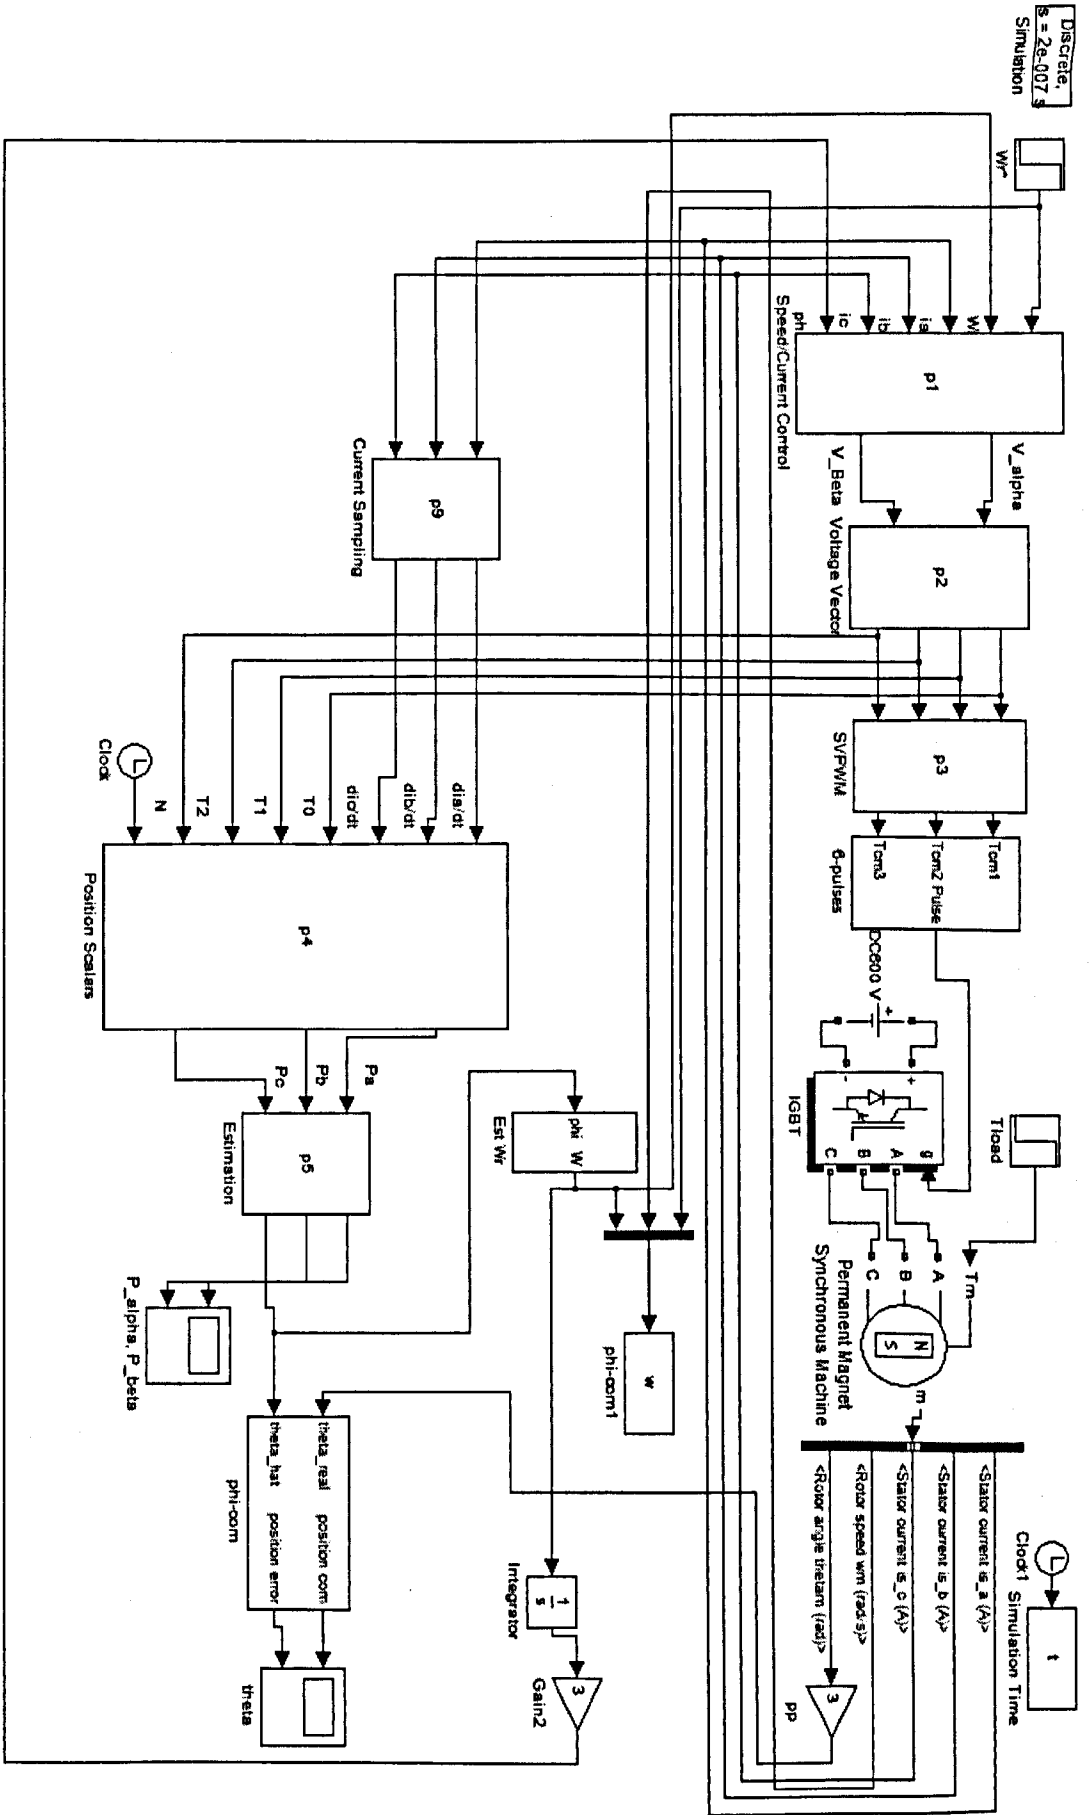 Discrete,
s = 2e-007 s
Simulation
Wr*
W
ia
ib
ic
ph
p1
Speed/Current Control
V_alpha
V_Beta
p2
Voltage Vector
p3
SVPWM
Tcm1
Tcm2 Pulse
Tcm3
6-pulses
DC600 V
+
+
-
g
A
B
C
IGBT
Tload
Tm
A
B
C
N
S
m
Permanent Magnet
Synchronous Machine
<Stator current is_a (A)>
<Stator current is_b (A)>
<Stator current is_c (A)>
<Rotor speed wm (rad/s)>
<Rotor angle thetam (rad)>
Clock1
t
Simulation Time
3
pp
p9
Current Sampling
dia/dt
dib/dt
dic/dt
T0
T1
T2
N
Clock
p4
Position Scalars
Pa
Pb
Pc
p5
Estimation
phi W
Est Wr
w
phi-com1
P_alpha, P_beta
theta_real position com
theta_hat position error
phi-com
theta
1
s
Integrator
3
Gain2